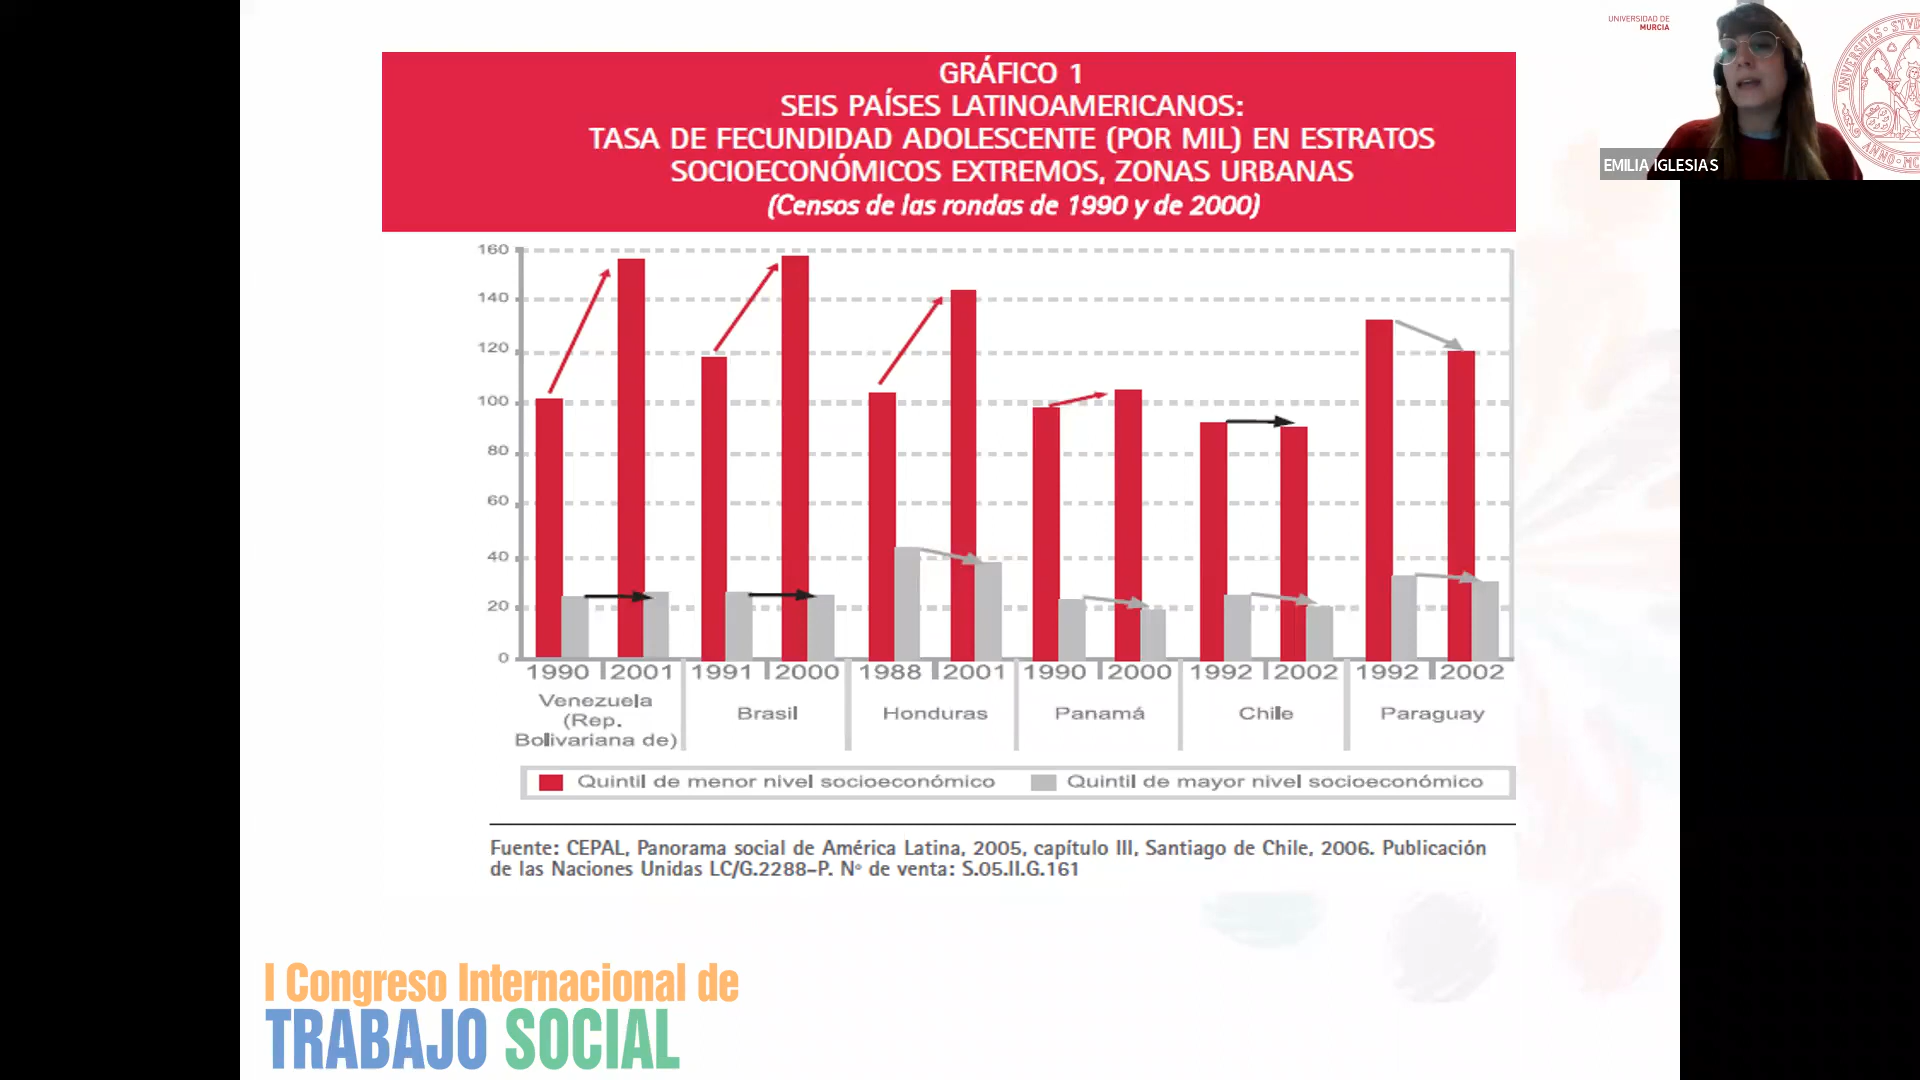 UNIVERSIDAD DE
MURCIA
EMILIA IGLESIAS
GRÁFICO 1
SEIS PAÍSES LATINOAMERICANOS:
TASA DE FECUNDIDAD ADOLESCENTE (POR MIL) EN ESTRATOS
SOCIOECONÓMICOS EXTREMOS, ZONAS URBANAS
(Censos de las rondas de 1990 y de 2000)
160
140
120
100
80
60
40
20
0
1990 2001 1991 2000 1988 2001 1990 2000 1992 2002 1992 2002
Venezuela
(Rep.
Bolivariana de)
Brasil
Honduras
Panamá
Chile
Paraguay
Quintil de menor nivel socioeconómico
Quintil de mayor nivel socioeconómico
Fuente: CEPAL, Panorama social de América Latina, 2005, capítulo III, Santiago de Chile, 2006. Publicación
de las Naciones Unidas LC/G.2288-P. Nº de venta: S.05.II.G.161
I Congreso Internacional de
TRABAJO SOCIAL